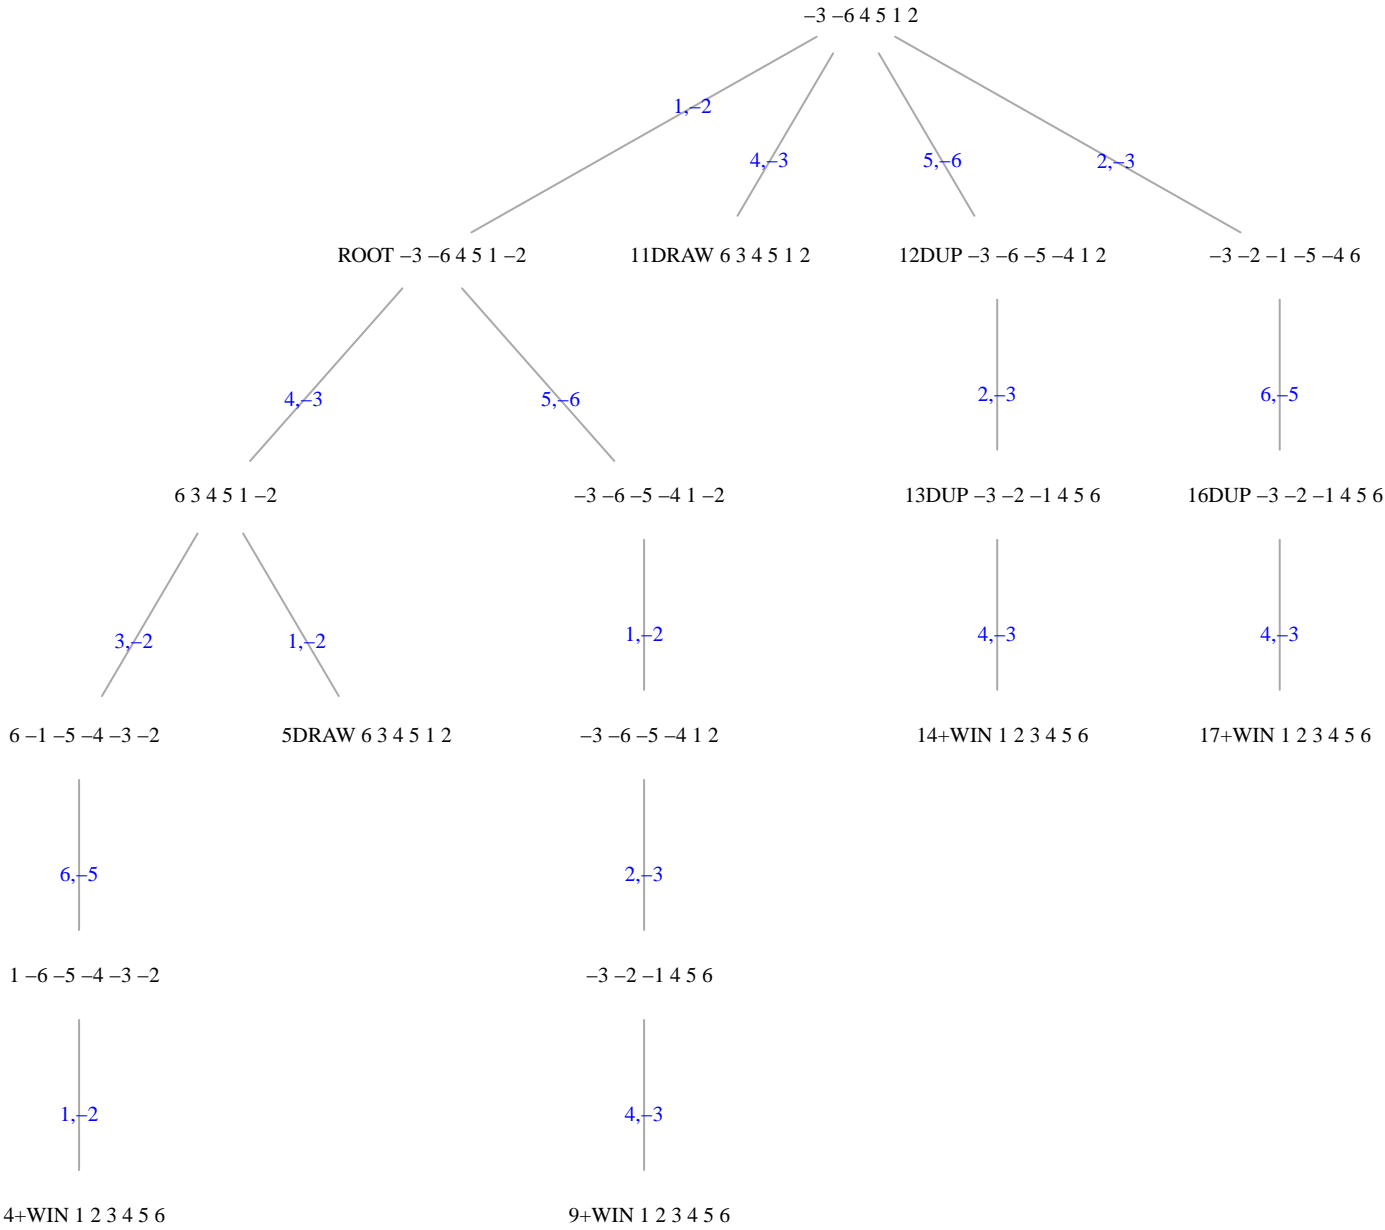 −3 −6 4 5 1 2
1,−2
4,−3
5,−6
2,−3
ROOT −3 −6 4 5 1 −2
11DRAW 6 3 4 5 1 2
12DUP −3 −6 −5 −4 1 2
−3 −2 −1 −5 −4 6
4,−3
5,−6
2,−3
6,−5
6 3 4 5 1 −2
−3 −6 −5 −4 1 −2
13DUP −3 −2 −1 4 5 6
16DUP −3 −2 −1 4 5 6
3,−2
1,−2
1,−2
4,−3
4,−3
6 −1 −5 −4 −3 −2
5DRAW 6 3 4 5 1 2
−3 −6 −5 −4 1 2
14+WIN 1 2 3 4 5 6
17+WIN 1 2 3 4 5 6
6,−5
2,−3
1 −6 −5 −4 −3 −2
−3 −2 −1 4 5 6
1,−2
4,−3
4+WIN 1 2 3 4 5 6
9+WIN 1 2 3 4 5 6